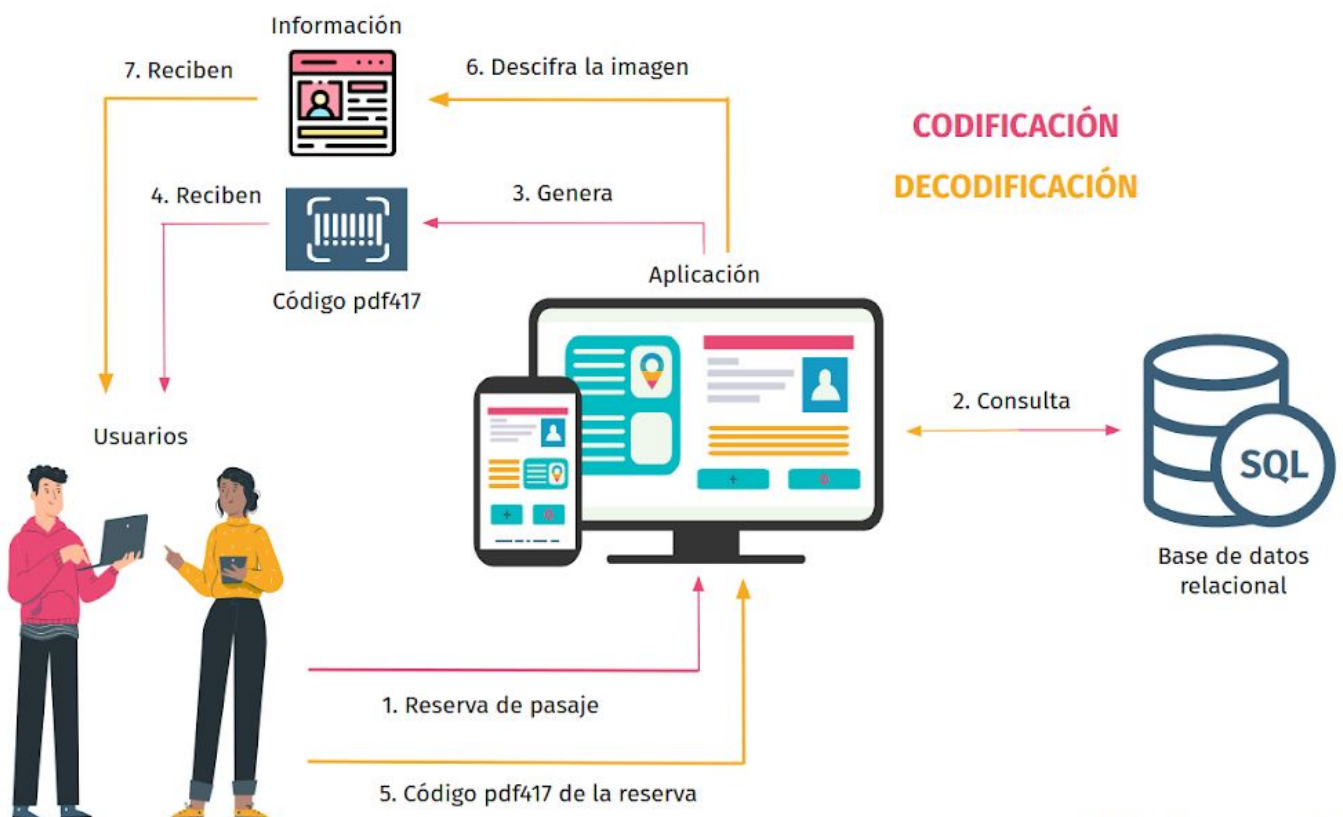 Información
7. Reciben
6. Descifra la imagen
CODIFICACIÓN
DECODIFICACIÓN
4. Reciben
3. Genera
Código pdf417
Aplicación
Usuarios
2. Consulta
SQL
Base de datos
relacional
1. Reserva de pasaje
5. Código pdf417 de la reserva